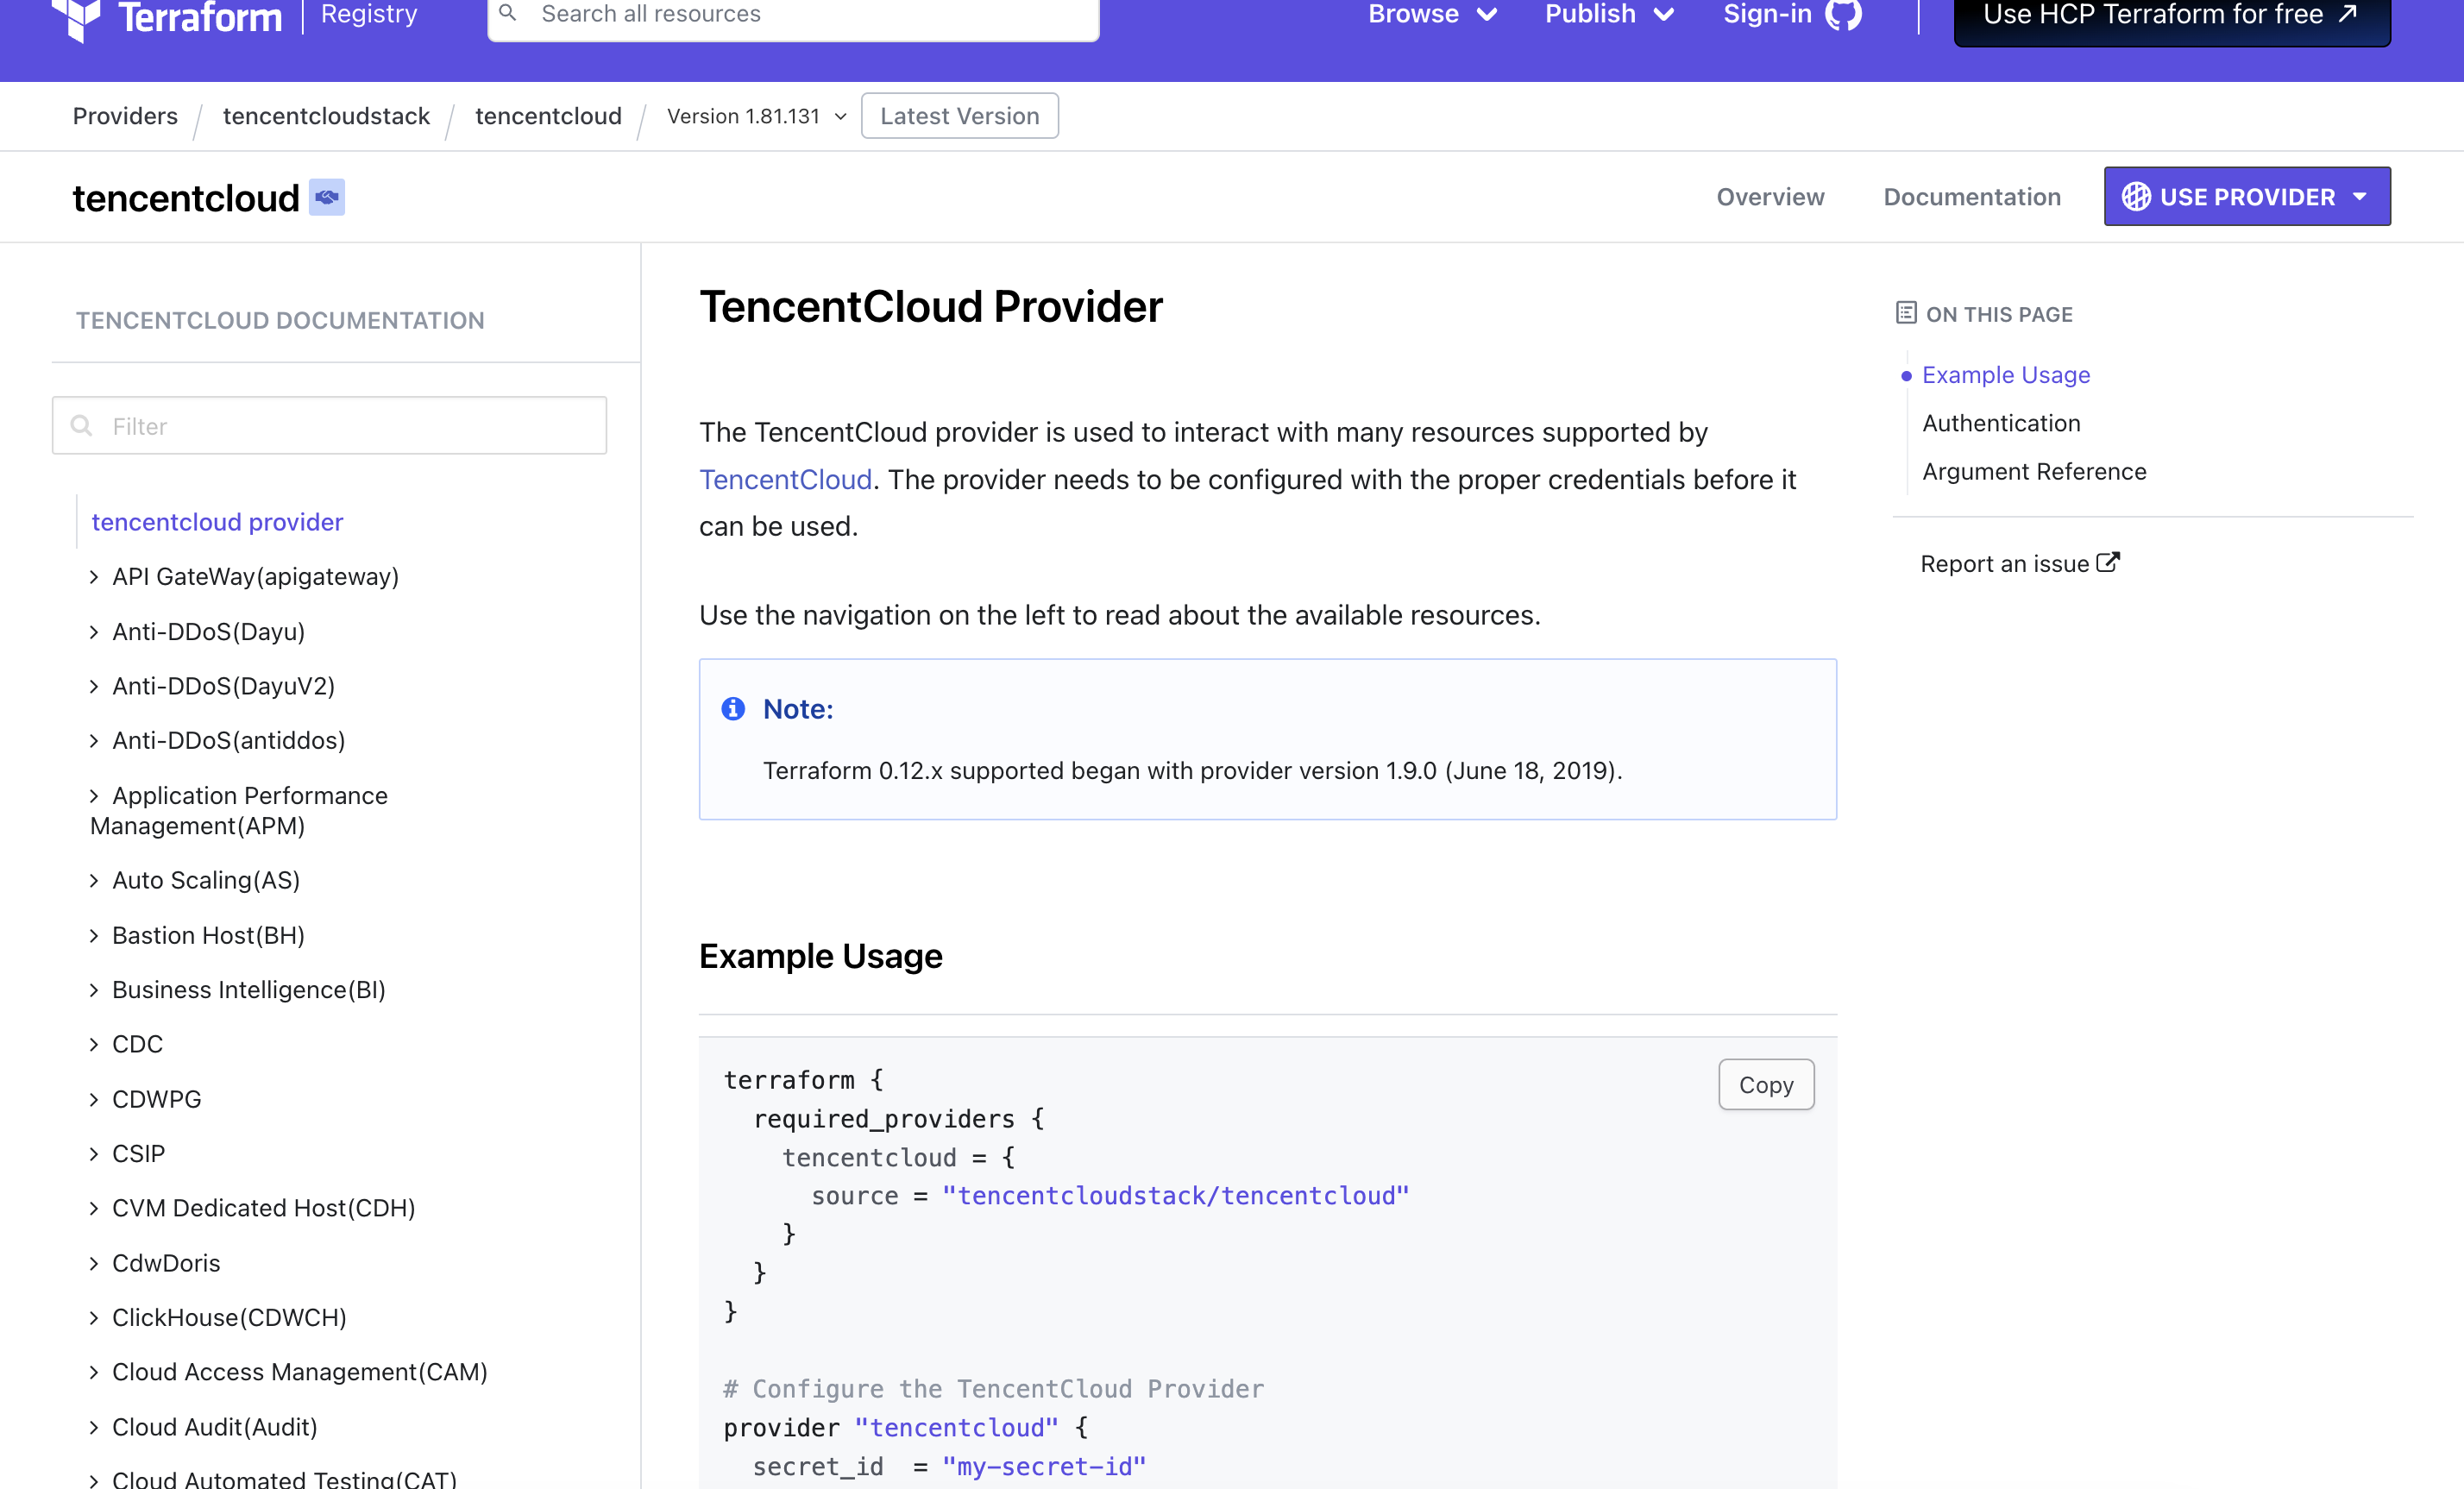 Terraform | Registry
Search all resources
Browse
Publish
Sign-in
Use HCP Terraform for free
Providers / tencentcloudstack / tencentcloud / Version 1.81.131
Latest Version
tencentcloud
Overview
Documentation
USE PROVIDER
TENCENTCLOUD DOCUMENTATION
Filter
tencentcloud provider
API GateWay(apigateway)
Anti-DDoS(Dayu)
Anti-DDoS(DayuV2)
Anti-DDoS(antiddos)
Application Performance
Management(APM)
Auto Scaling(AS)
Bastion Host(BH)
Business Intelligence(BI)
CDC
CDWPG
CSIP
CVM Dedicated Host(CDH)
CdwDoris
ClickHouse(CDWCH)
Cloud Access Management(CAM)
Cloud Audit(Audit)
Cloud Automated Testing(CAT)
TencentCloud Provider
The TencentCloud provider is used to interact with many resources supported by
TencentCloud. The provider needs to be configured with the proper credentials before it
can be used.
Use the navigation on the left to read about the available resources.
Note:
Terraform 0.12.x supported began with provider version 1.9.0 (June 18, 2019).
Example Usage
Copy
terraform {
  required_providers {
    tencentcloud = {
      source = "tencentcloudstack/tencentcloud"
    }
  }
}
# Configure the TencentCloud Provider
provider "tencentcloud" {
  secret_id  = "my-secret-id"
ON THIS PAGE
Example Usage
Authentication
Argument Reference
Report an issue